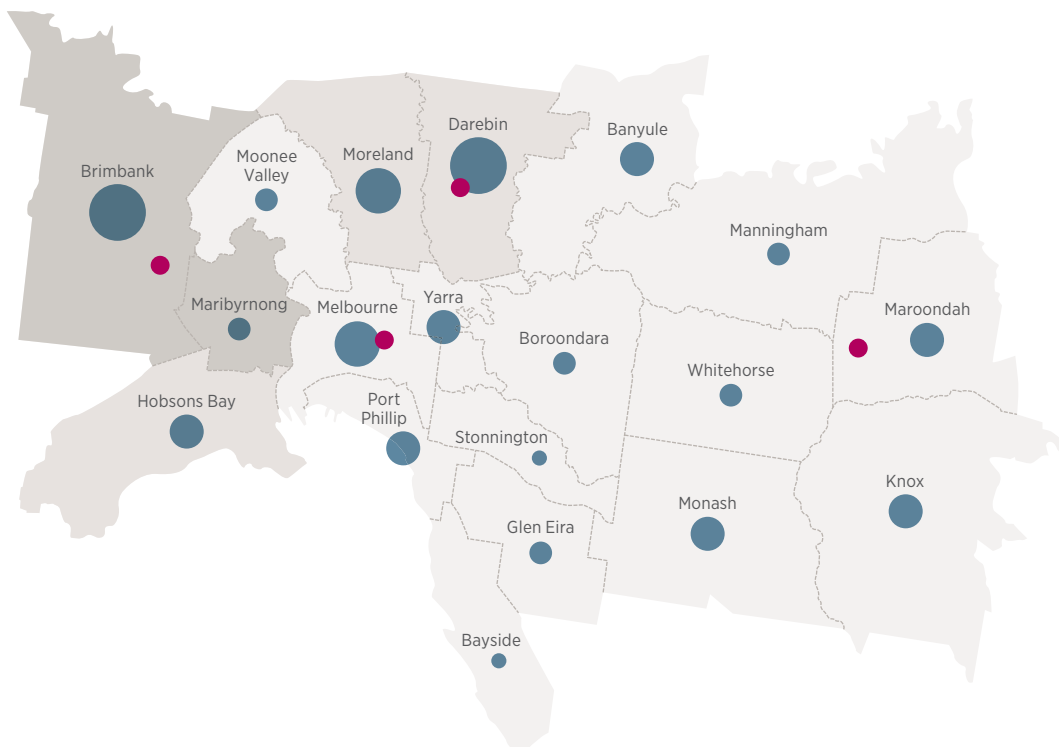 Darebin
Banyule
Moreland
Moonee
Valley
Brimbank
Manningham
Yarra
Maribyrnong
Melbourne
Maroondah
Boroondara
Whitehorse
Hobsons Bay
Port
Phillip
Stonnington
Knox
Monash
Glen Eira
Bayside